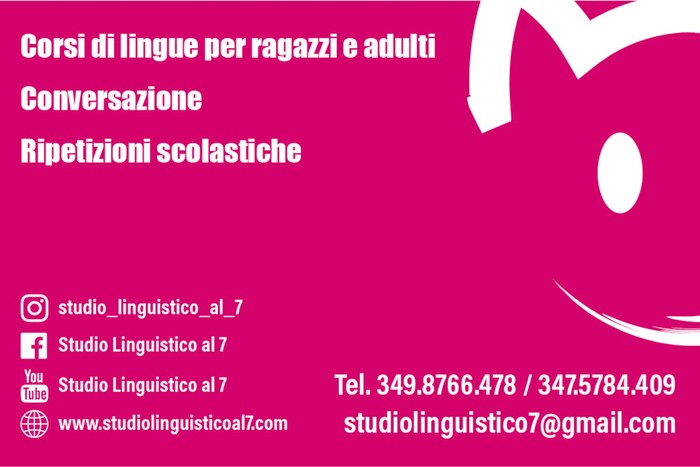 Corsi di lingue per ragazzi e adulti
Conversazione
Ripetizioni scolastiche
studio_linguistico_al_7
Studio Linguistico al 7
You
Tube
Studio Linguistico al 7
www.studiolinguisticoal7.com
Tel. 349.8766.478 / 347.5784.409
studiolinguistico7@gmail.com